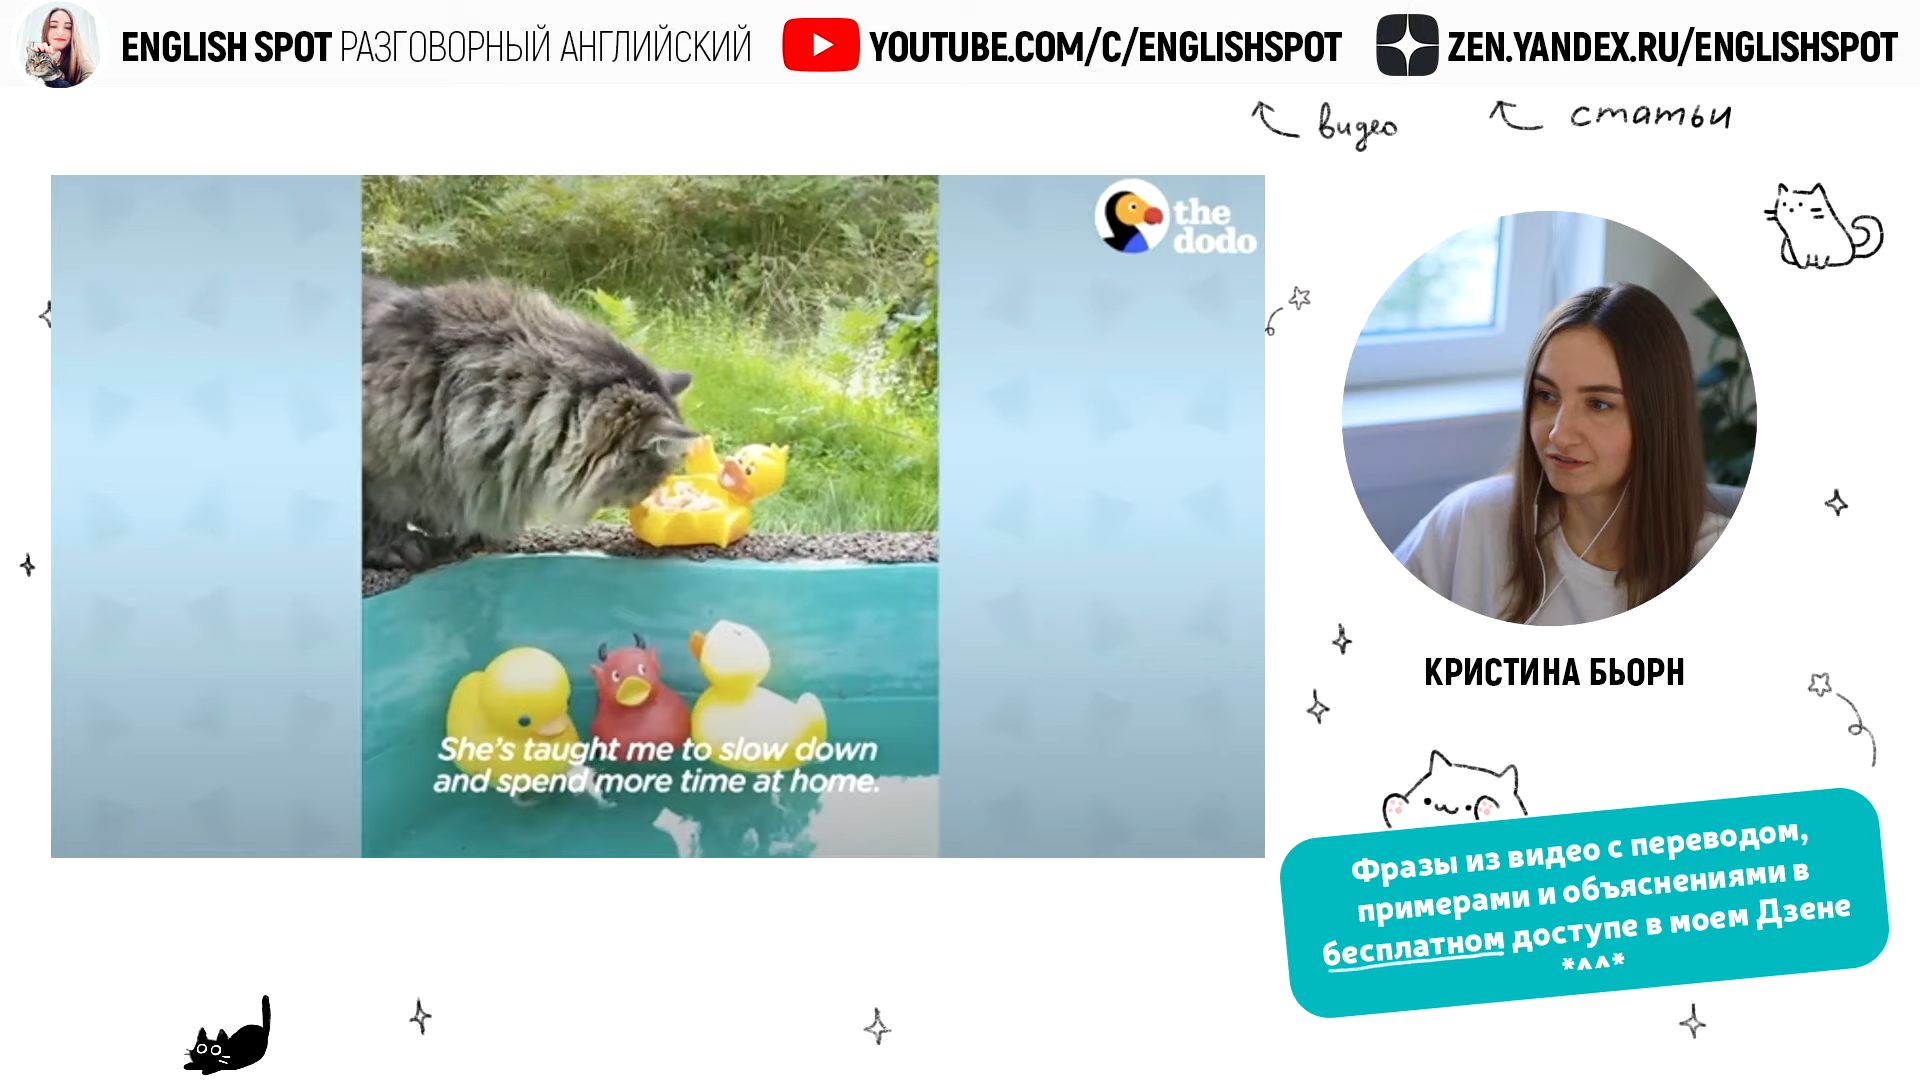 ENGLISH SPOT РАЗГОВОРНЫЙ АНГЛИЙСКИЙ
YOUTUBE.COM/C/ENGLISHSPOT
ZEN.YANDEX.RU/ENGLISHSPOT
видео
статьи
the
dodo
She's taught me to slow down
and spend more time at home.
КРИСТИНА БЬОРН
Фразы из видео с переводом,
примерами и объяснениями в
бесплатном доступе в моем Дзене
*^^*